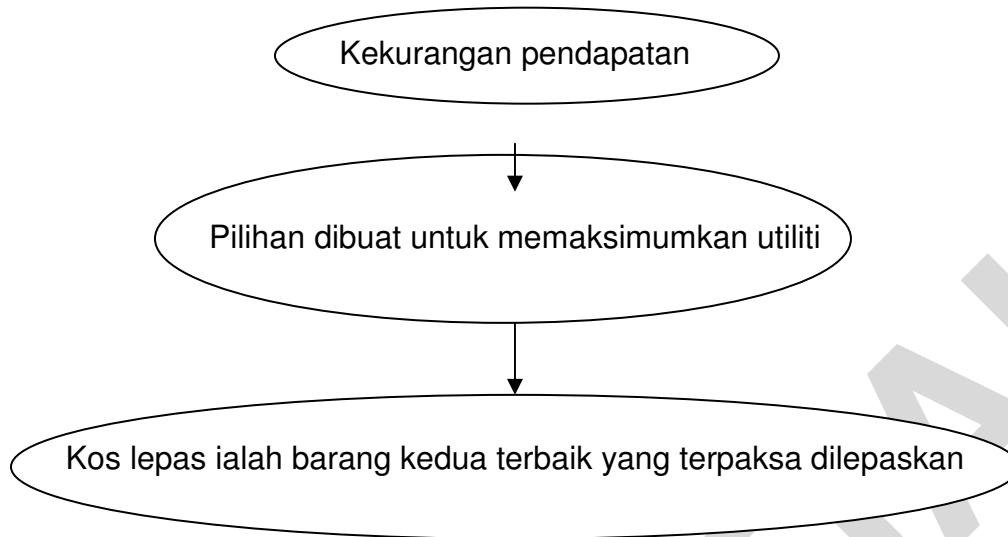 Kekurangan pendapatan
Pilihan dibuat untuk memaksimumkan utiliti
Kos lepas ialah barang kedua terbaik yang terpaksa dilepaskan